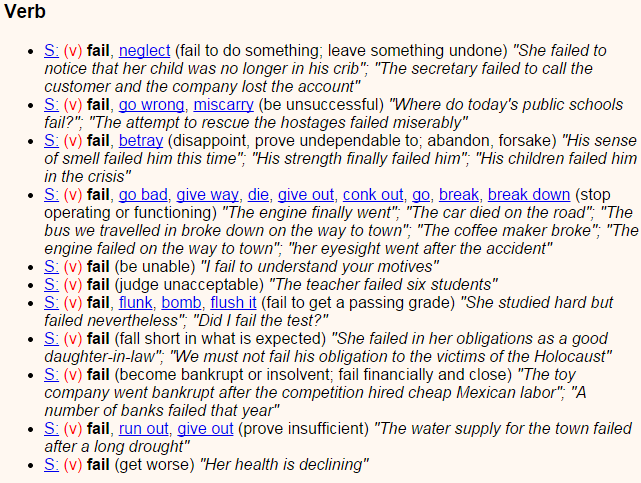 Verb
• S: (v) fail, neglect (fail to do something; leave something undone) "She failed to
notice that her child was no longer in his crib"; "The secretary failed to call the
customer and the company lost the account"
• S: (v) fail, go wrong, miscarry (be unsuccessful) "Where do today's public schools
fail?"; "The attempt to rescue the hostages failed miserably"
• S: (v) fail, betray (disappoint, prove undependable to; abandon, forsake) "His sense
of smell failed him this time"; "His strength finally failed him"; "His children failed him
in the crisis"
• S: (v) fail, go bad, give way, die, give out, conk out, go, break, break down (stop
operating or functioning) "The engine finally went"; "The car died on the road"; "The
bus we travelled in broke down on the way to town"; "The coffee maker broke"; "The
engine failed on the way to town"; "her eyesight went after the accident"
• S: (v) fail (be unable) "I fail to understand your motives"
• S: (v) fail (judge unacceptable) "The teacher failed six students"
• S: (v) fail, flunk, bomb, flush it (fail to get a passing grade) "She studied hard but
failed nevertheless"; "Did I fail the test?"
• S: (v) fail (fall short in what is expected) "She failed in her obligations as a good
daughter-in-law"; "We must not fail his obligation to the victims of the Holocaust"
• S: (v) fail (become bankrupt or insolvent; fail financially and close) "The toy
company went bankrupt after the competition hired cheap Mexican labor"; "A
number of banks failed that year"
• S: (v) fail, run out, give out (prove insufficient) "The water supply for the town failed
after a long drought"
• S: (v) fail (get worse) "Her health is declining"